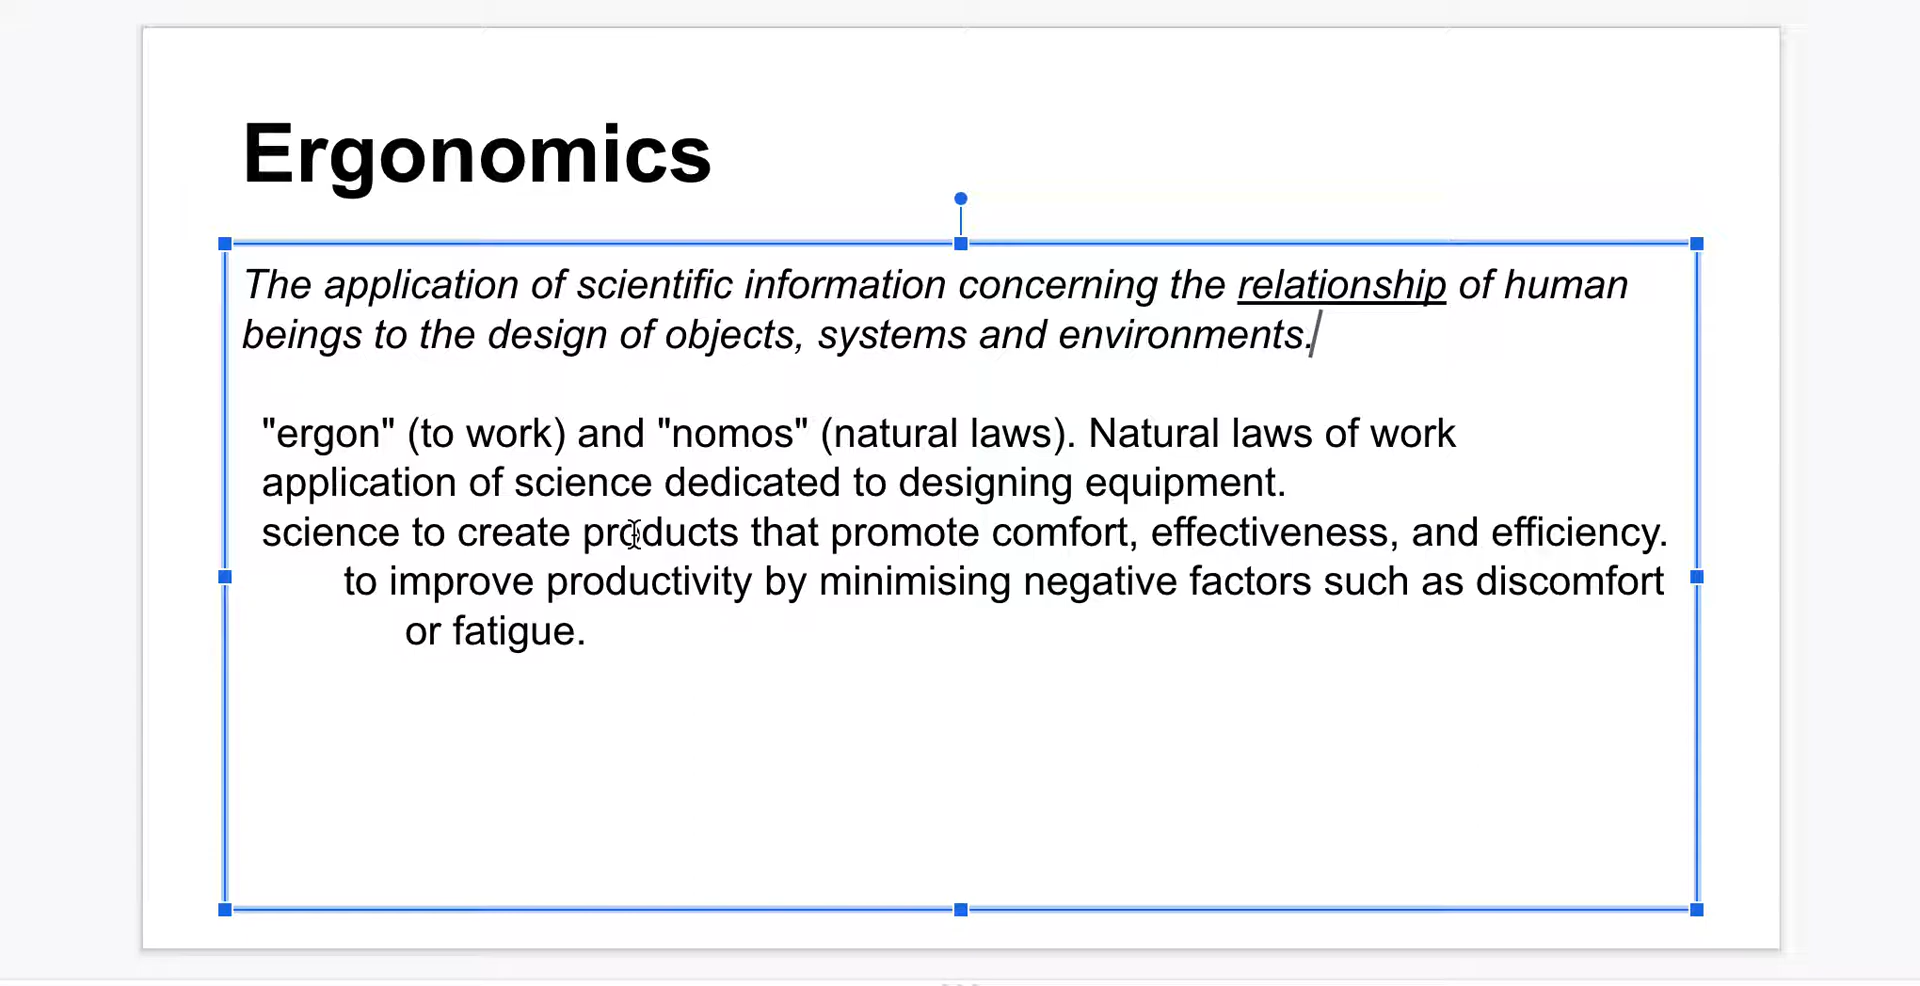 Ergonomics
The application of scientific information concerning the relationship of human
beings to the design of objects, systems and environments.
"ergon" (to work) and "nomos" (natural laws). Natural laws of work
application of science dedicated to designing equipment.
science to create products that promote comfort, effectiveness, and efficiency.
to improve productivity by minimising negative factors such as discomfort
or fatigue.